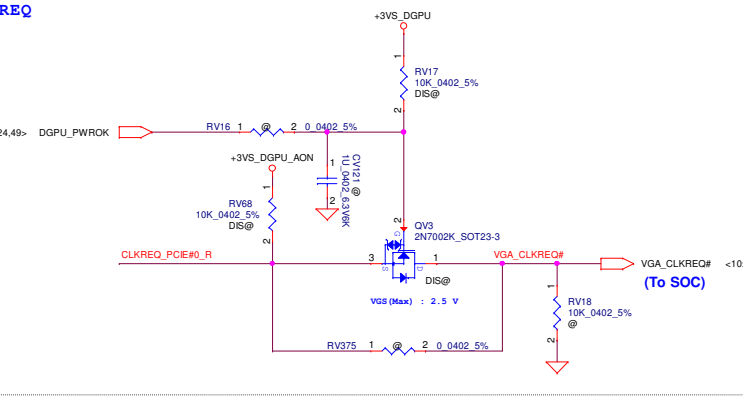 REQ
+3VS_DGPU
1
RV17
10K_0402_5%
DIS@
2
24,49>
DGPU_PWROK
RV16 1 @ 2 0_0402_5%
+3VS_DGPU_AON
1
CV121
1U_0402_6.3V6K
@
2
1
RV68
10K_0402_5%
DIS@
2
2
QV3
2N7002K_SOT23-3
G
CLKREQ_PCIE#0_R
3
S
D
1
VGA_CLKREQ#
VGA_CLKREQ#
DIS@
(To SOC)
VGS(Max) : 2.5 V
1
RV18
10K_0402_5%
@
2
RV375 1 @ 2 0_0402_5%